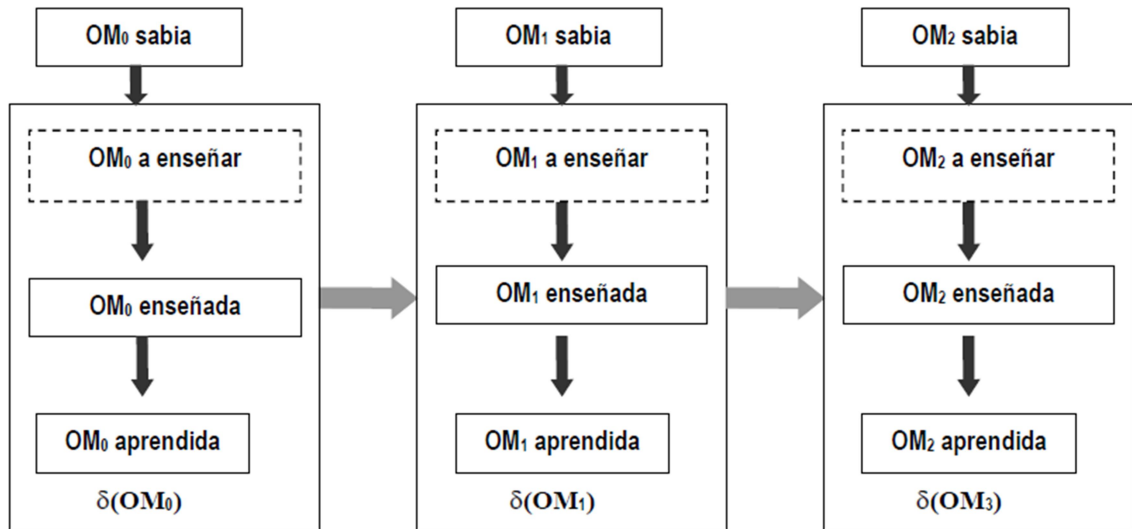 OM₀ sabia
OM₁ sabia
OM₂ sabia
OM₀ a enseñar
OM₁ a enseñar
OM₂ a enseñar
OM₀ enseñada
OM₁ enseñada
OM₂ enseñada
OM₀ aprendida
OM₁ aprendida
OM₂ aprendida
δ(OM₀)
δ(OM₁)
δ(OM₃)